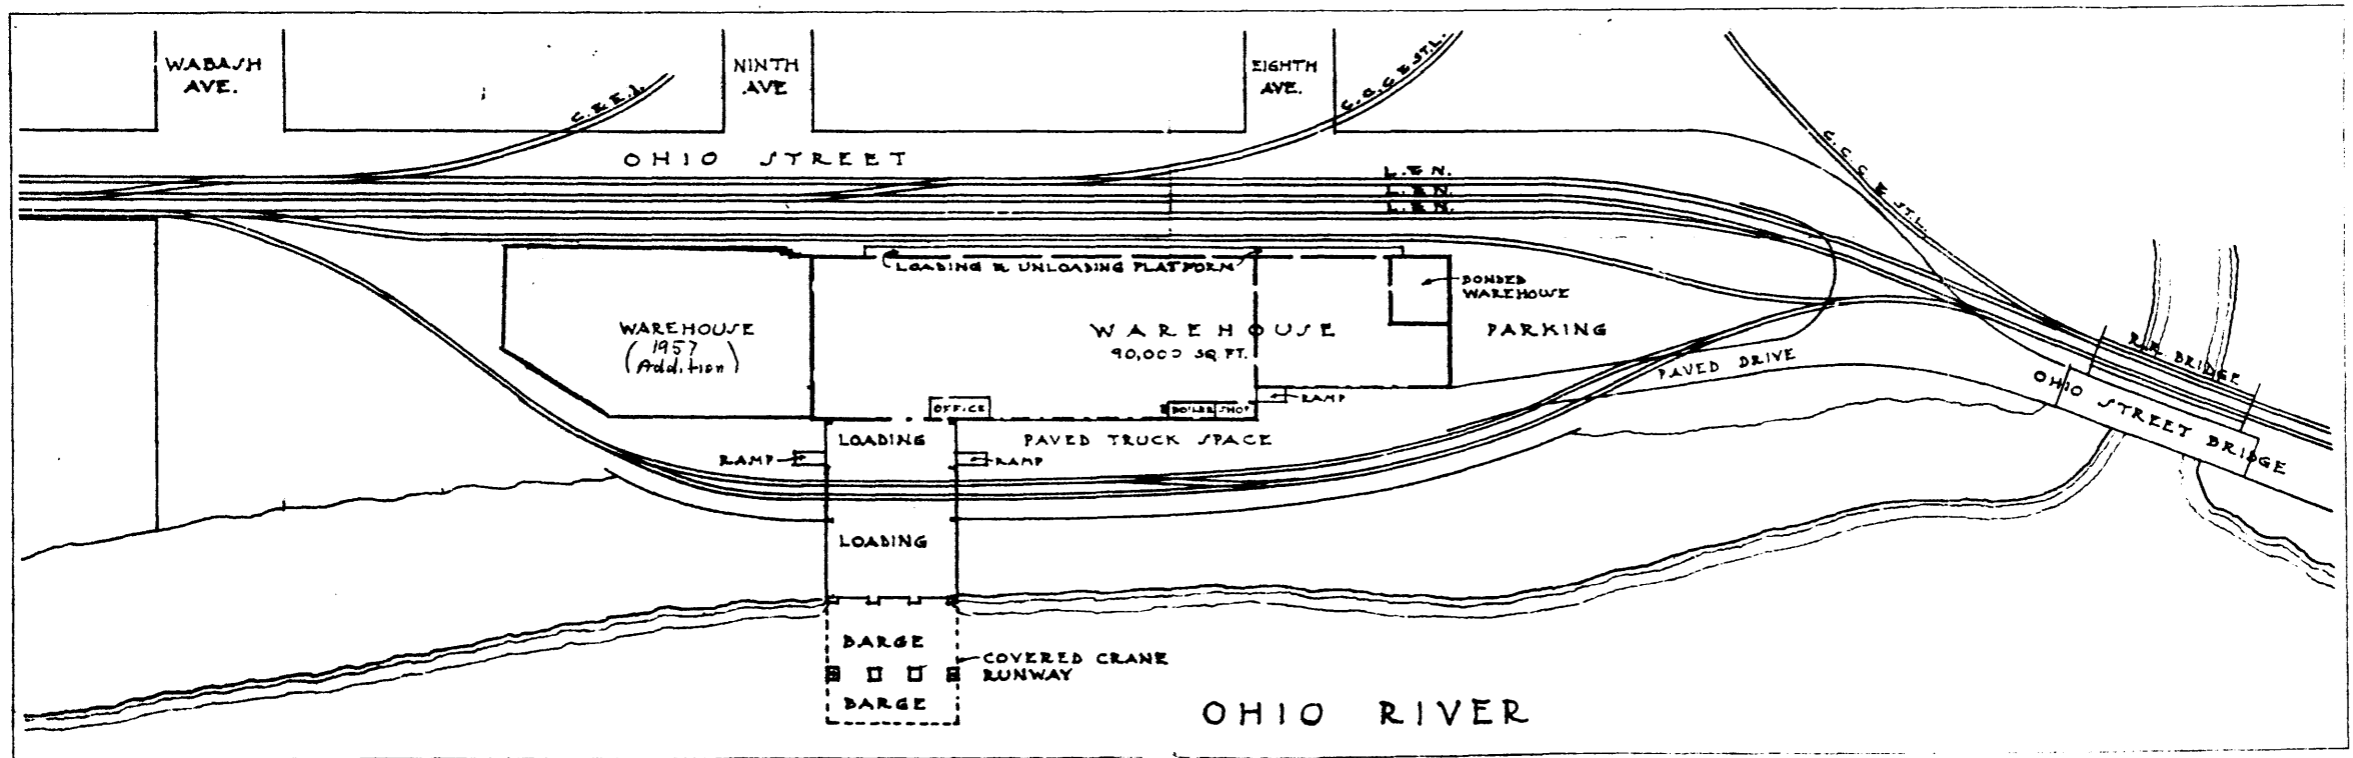 WABASH
AVE.
NINTH
AVE
EIGHTH
AVE.
C. & E. I.
C. C. C & ST. L.
C. C. C & ST. L.
OHIO STREET
L. & N.
L. & N.
L. & N.
LOADING & UNLOADING PLATFORM
BONDED
WAREHOUSE
WAREHOUSE
(1957
Addition)
WAREHOUSE
90,000 SQ. FT.
PARKING
PAVED DRIVE
R.R. BRIDGE
OHIO STREET BRIDGE
OFFICE
BOILER SHOP
RAMP
LOADING
PAVED TRUCK SPACE
RAMP
RAMP
LOADING
BARGE
COVERED CRANE
RUNWAY
BARGE
OHIO RIVER